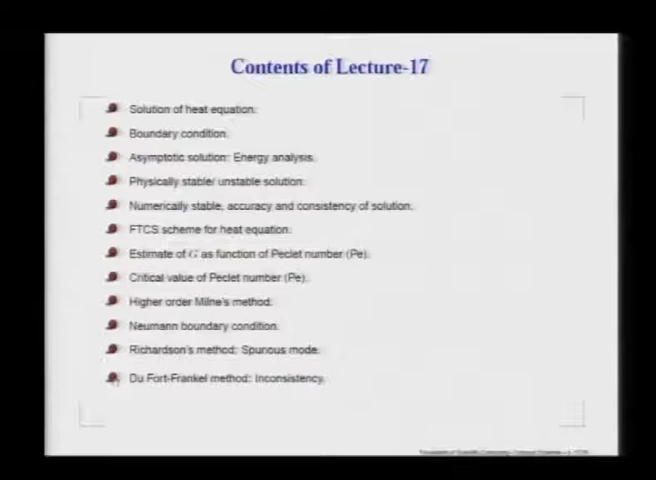 Contents of Lecture-17
Solution of heat equation.
Boundary condition.
Asymptotic solution: Energy analysis.
Physically stable/ unstable solution.
Numerically stable, accuracy and consistency of solution.
FTCS scheme for heat equation.
Estimate of G as function of Peclet number (Pe).
Critical value of Peclet number (Pe).
Higher order Milne's method.
Neumann boundary condition.
Richardson's method: Spurious mode.
Du Fort-Frankel method: Inconsistency.